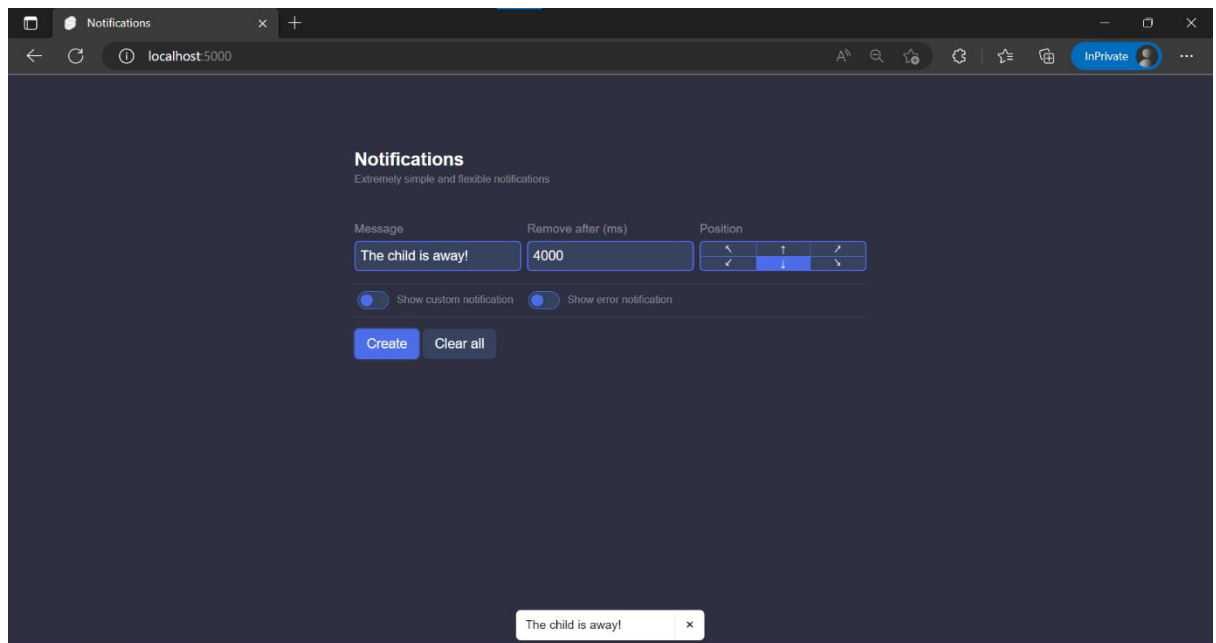 Notifications
localhost:5000
InPrivate
Notifications
Extremely simple and flexible notifications
Message Remove after (ms) Position
The child is away! 4000 ↖ ↑ ↗
↙ ↓ ↘
Show custom notification Show error notification
Create Clear all
The child is away! ×